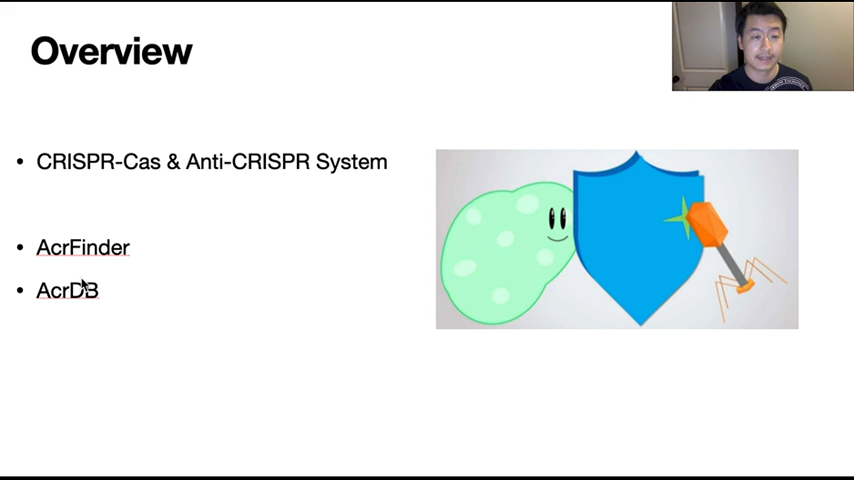 Overview
• CRISPR-Cas & Anti-CRISPR System
• AcrFinder
• AcrDB